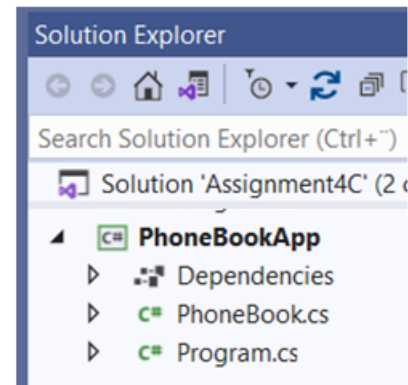 Solution Explorer
Search Solution Explorer (Ctrl+¨)
Solution 'Assignment4C' (2
C# PhoneBookApp
Dependencies
C# PhoneBook.cs
C# Program.cs